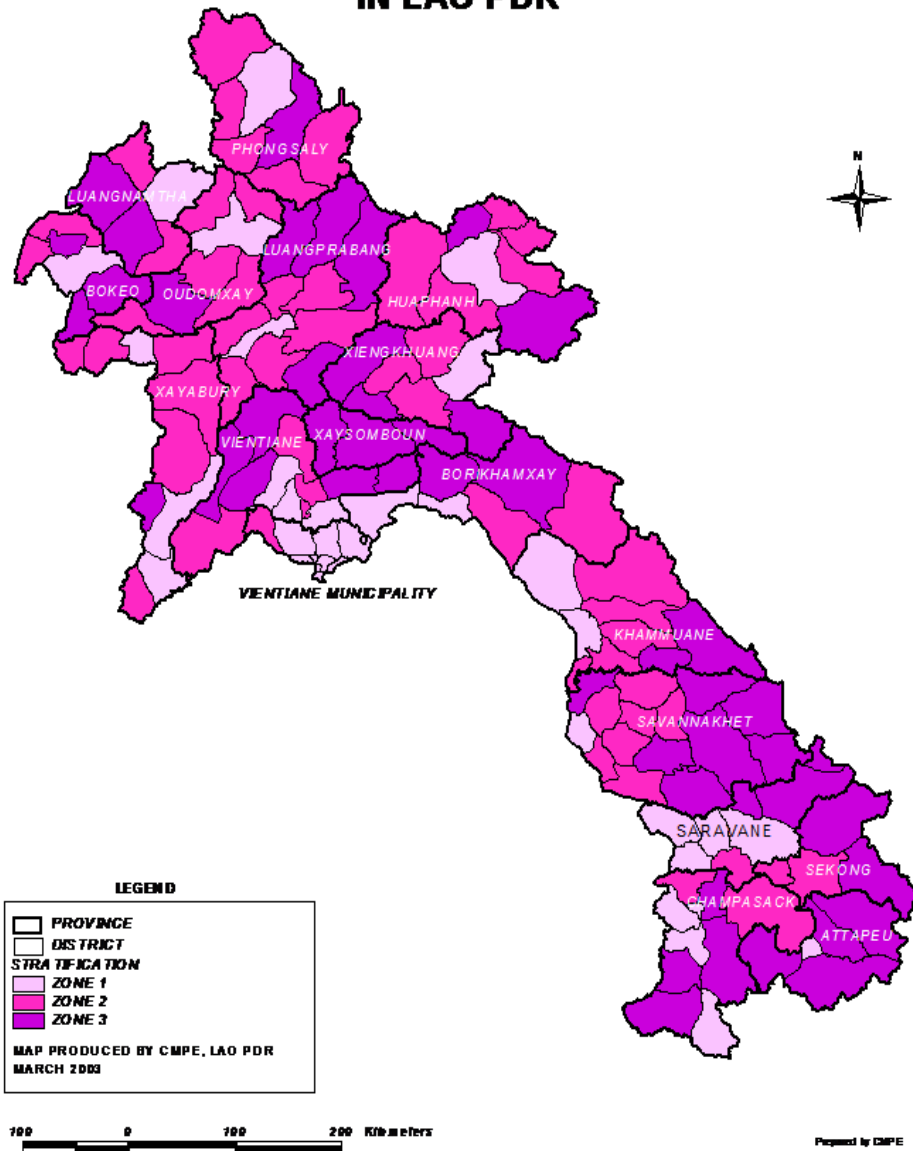 IN LAO PDR
N
PHONGSALY
LUANGNAMTHA
LUANGPRABANG
BOKEO
OUDOMXAY
HUAPHANH
XIENGKHUANG
XAYABURY
VIENTIANE
XAYSOMBOUN
BORIKHAMXAY
VIENTIANE MUNICIPALITY
KHAMMUANE
SAVANNAKHET
SARAVANE
SEKONG
CHAMPASACK
ATTAPEU
LEGEND
PROVINCE
DISTRICT
STRATIFICATION
ZONE 1
ZONE 2
ZONE 3
MAP PRODUCED BY CMPE, LAO PDR
MARCH 2003
100 0 100 200 Kilometers
Prepared by CMPE